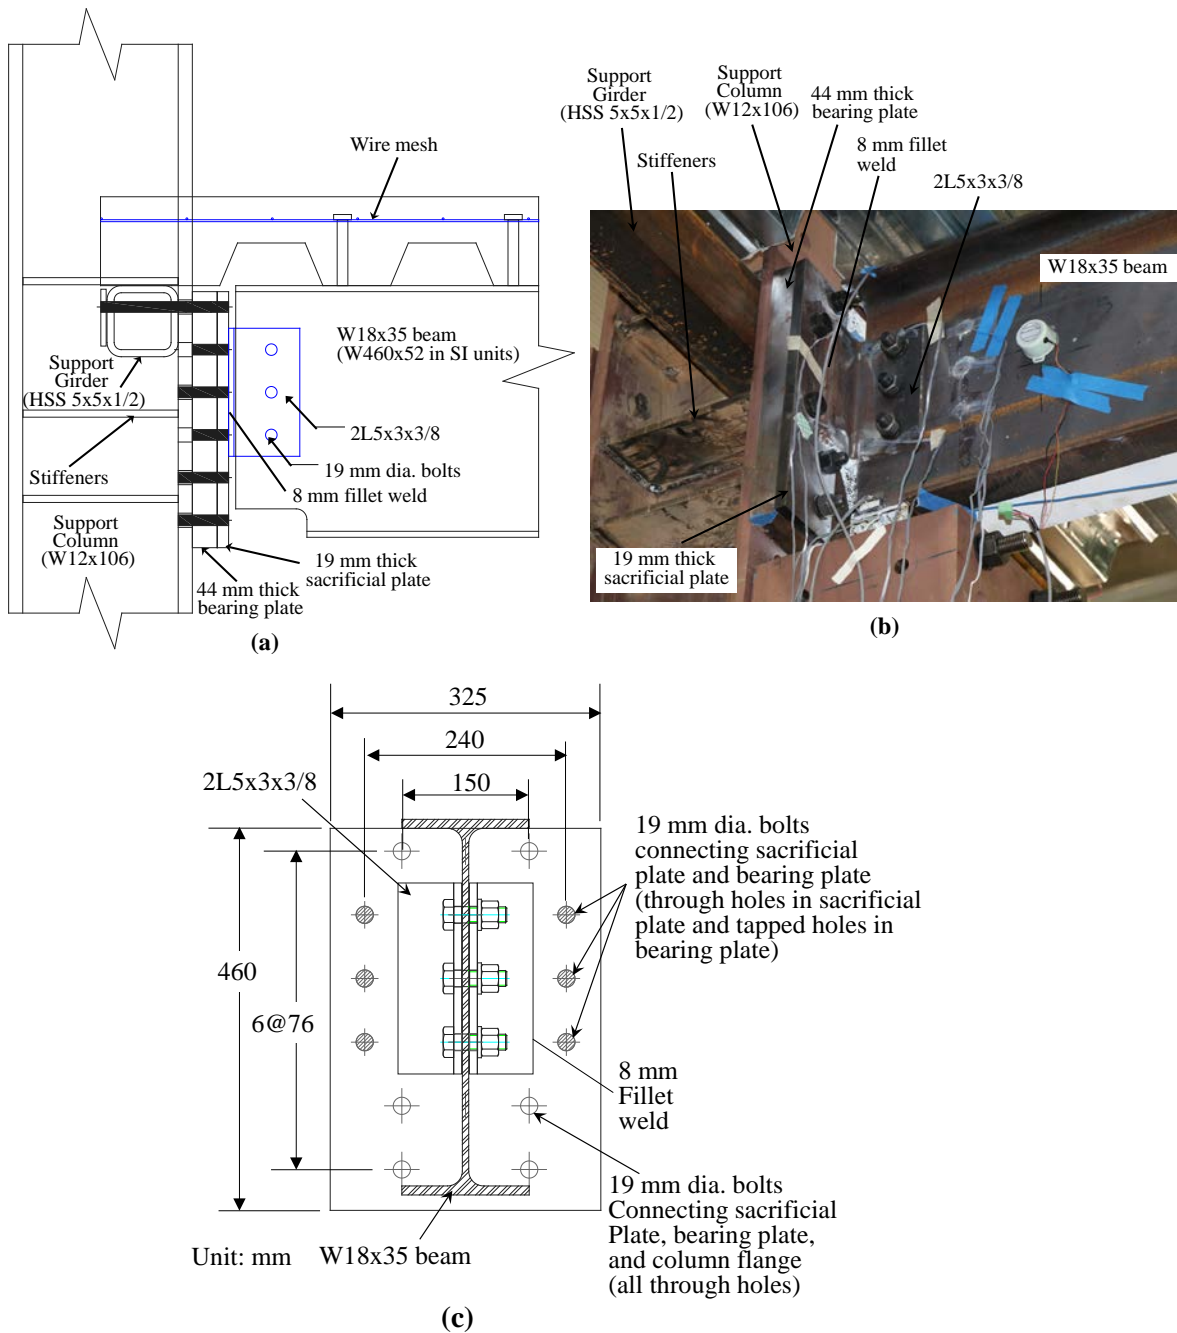 Wire mesh
W18x35 beam
(W460x52 in SI units)
Support
Girder
(HSS 5x5x1/2)
2L5x3x3/8
19 mm dia. bolts
8 mm fillet weld
Stiffeners
Support
Column
(W12x106)
19 mm thick
sacrificial plate
44 mm thick
bearing plate
(a)
Support
Girder
(HSS 5x5x1/2)
Support
Column
(W12x106)
44 mm thick
bearing plate
8 mm fillet
weld
Stiffeners
2L5x3x3/8
W18x35 beam
19 mm thick
sacrificial plate
(b)
325
240
150
2L5x3x3/8
460
6@76
19 mm dia. bolts
connecting sacrificial
plate and bearing plate
(through holes in sacrificial
plate and tapped holes in
bearing plate)
8 mm
Fillet
weld
19 mm dia. bolts
Connecting sacrificial
Plate, bearing plate,
and column flange
(all through holes)
Unit: mm
W18x35 beam
(c)